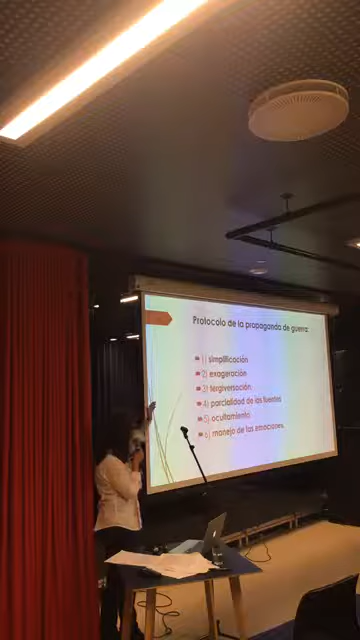 Protocolo de la propaganda de guerra
1) simplificación
2) exageración
3) tergiversación
4) parcialidad de las fuentes
5) ocultamiento
6) manejo de las emociones.